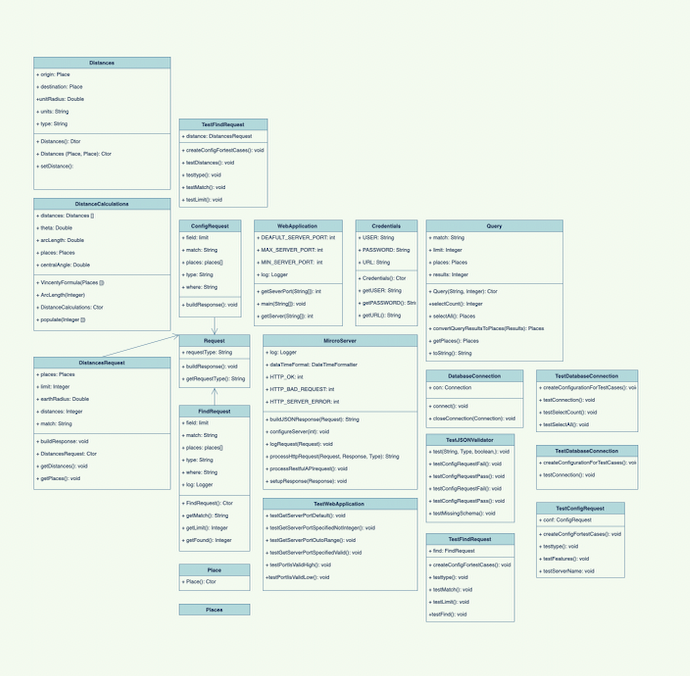 Distances
+ origin: Place
+ destination: Place
+unitRadius: Double
+ units: String
+ type: String
+ Distances(): Ctor
+ Distances (Place, Place): Ctor
+ setDistance():
TestFindRequest
+ distance: DistancesRequest
+ createConfigFortestCases(): void
+ testDistances(): void
+ testtype(): void
+ testMatch(): void
+ testLimit(): void
DistanceCalculations
+ distances: Distances []
+ theta: Double
+ arcLength: Double
+ places: Places
+ centralAngle: Double
+ VincentyFormula(Places [])
+ ArcLength(Integer)
+ DistanceCalculations: Ctor
+ populate(Integer [])
ConfigRequest
+ field: limit
+ match: String
+ places: places[]
+ type: String
+ where: String
+ buildResponse(): void
WebApplication
+ DEAFULT_SERVER_PORT: int
+ MAX_SERVER_PORT: int
+ MIN_SERVER_PORT: int
+ log: Logger
+ getSeverPort(String[]): int
+ main(String[]): void
+ getServer(String[]): int
Credentials
+ USER: String
+ PASSWORD: String
+ URL: String
+ Credentials(): Ctor
+ getUSER: String
+ getPASSWORD(): Strin
+ getURL(): String
Query
+ match: String
+ limit: Integer
+ places: Places
+ results: Integer
+ Query(String, Integer): Ctor
+selectCount(): Integer
+ selectAll(): Places
+ convertQueryResultsToPlaces(Results): Places
+ getPlaces(): Places
+ toString(): String
DistancesRequest
+ places: Places
+ limit: Integer
+ earthRadius: Double
+ distances: Integer
+ match: String
+ buildResponse: void
+ DistancesRequest: Ctor
+ getDistances(): void
+ getPlaces(): void
Request
+ requestType: String
+ buildResponse(): void
+ getRequestType(): String
FindRequest
+ field: limit
+ match: String
+ places: places[]
+ type: String
+ where: String
+ log: Logger
+ FindRequest(): Ctor
+ getMatch(): String
+ getLimit(): Integer
+ getFound(): Integer
Place
+ Place(): Ctor
Places
MircroServer
+ log: Logger
+ dataTimeFormat: DateTimeFormatter
+ HTTP_OK: int
+ HTTP_BAD_REQUEST: int
+ HTTP_SERVER_ERROR: int
+ buildJSONResponse(Request): String
+ configureServer(int): void
+ logRequest(Request): void
+ processHttpRequest(Request, Response, Type): String
+ processRestfulAPIrequest(): void
+ setupResponse(Response): void
TestWebApplication
+ testGetServerPortDefault(): void
+ testGetServerPortSpecifiedNotInteger(): void
+ testGetServerPortOutoRange(): void
+ testGetServerPortSpecifiedValid(): void
+ testPortIsValidHigh(): void
+testPortIsValidLow(): void
DatabaseConnection
+ con: Connection
+ connect(): void
+ closeConnection(Connection): void
TestJSONValidator
+ test(String, Type, boolean,): void
+ testConfigRequestFail(): void
+ testConfigRequestPass(): void
+ testConfigRequestFail(): void
+ testConfigRequestPass(): void
+ testMissingSchema(): void
TestFindRequest
+ find: FindRequest
+ createConfigFortestCases(): void
+ testtype(): void
+ testMatch(): void
+ testLimit(): void
+testFind(): void
TestDatabaseConnection
+ createConfigurationForTestCases(): voi
+ testConnection(): void
+ testSelectCount(): void
+ testSelectAll(): void
TestDatabaseConnection
+ createConfigurationForTestCases(): voi
+ testConnection(): void
TestConfigRequest
+ conf: ConfigRequest
+ createConfigFortestCases(): void
+ testtype(): void
+ testFeatures(): void
+ testServerName: void